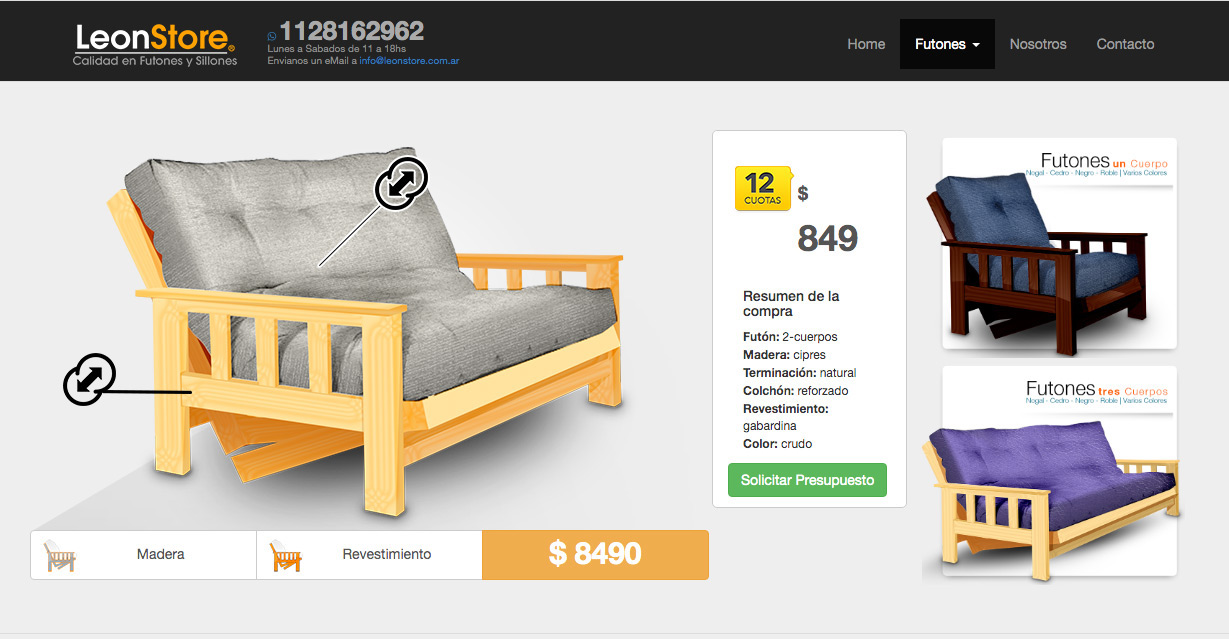 LeonStore®
Calidad en Futones y Sillones
1128162962
Lunes a Sabados de 11 a 18hs
Envianos un eMail a info@leonstore.com.ar
Home
Futones
Nosotros
Contacto
12
CUOTAS
$
849
Resumen de la
compra
Futón: 2-cuerpos
Madera: cipres
Terminación: natural
Colchón: reforzado
Revestimiento:
gabardina
Color: crudo
Solicitar Presupuesto
Madera
Revestimiento
$ 8490
Futones un Cuerpo
Nogal - Cedro - Negro - Roble | Varios Colores
Futones tres Cuerpos
Nogal - Cedro - Negro - Roble | Varios Colores